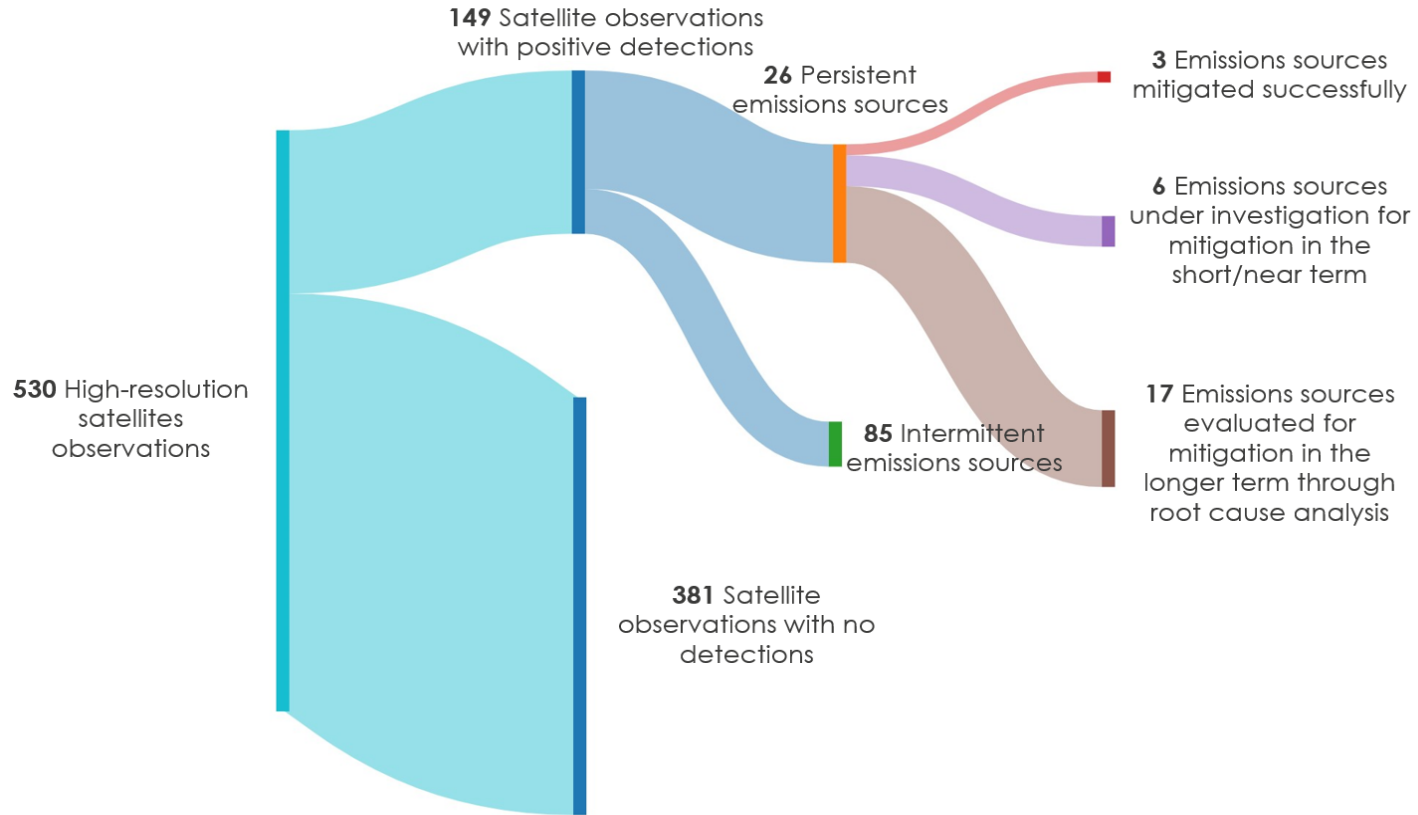 149 Satellite observations
with positive detections
26 Persistent
emissions sources
3 Emissions sources
mitigated successfully
6 Emissions sources
under investigation for
mitigation in the
short/near term
530 High-resolution
satellites
observations
85 Intermittent
emissions sources
17 Emissions sources
evaluated for
mitigation in the
longer term through
root cause analysis
381 Satellite
observations with no
detections